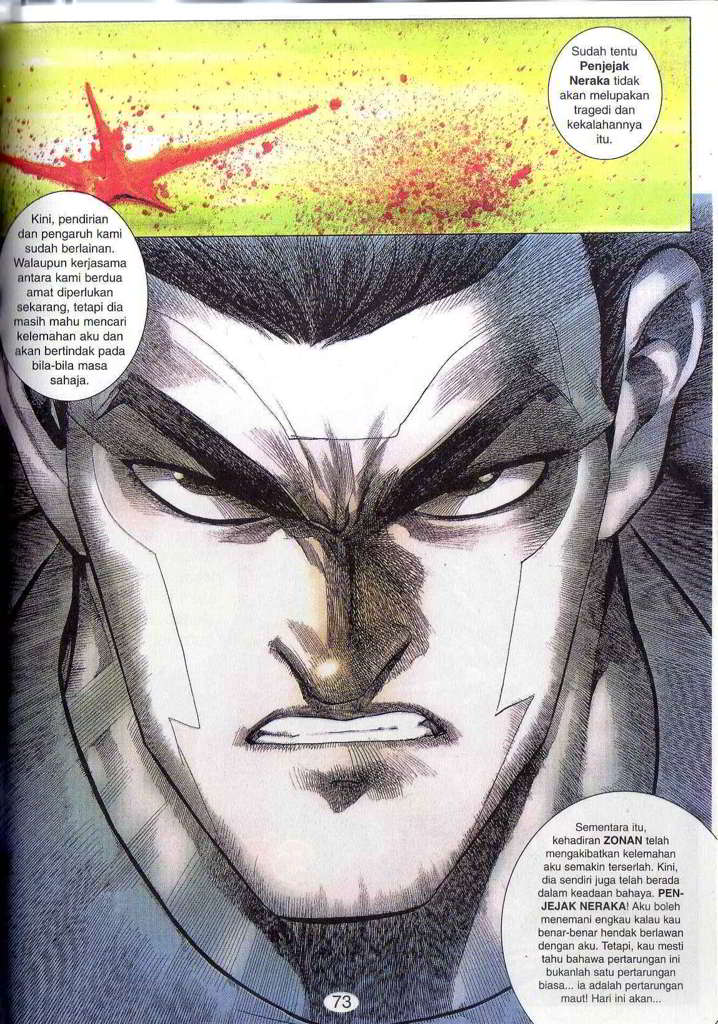 Sudah tentu
Penjejak
Neraka tidak
akan melupakan
tragedi dan
kekalahannya
itu.
Kini, pendirian
dan pengaruh kami
sudah berlainan.
Walaupun kerjasama
antara kami berdua
amat diperlukan
sekarang, tetapi dia
masih mahu mencari
kelemahan aku dan
akan bertindak pada
bila-bila masa
sahaja.
Sementara itu,
kehadiran ZONAN telah
mengakibatkan kelemahan
aku semakin terserlah. Kini,
dia sendiri juga telah berada
dalam keadaan bahaya. PEN-
JEJAK NERAKA! Aku boleh
menemani engkau kalau kau
benar-benar hendak berlawan
dengan aku. Tetapi, kau mesti
tahu bahawa pertarungan ini
bukanlah satu pertarungan
biasa... ia adalah pertarungan
maut! Hari ini akan...
73